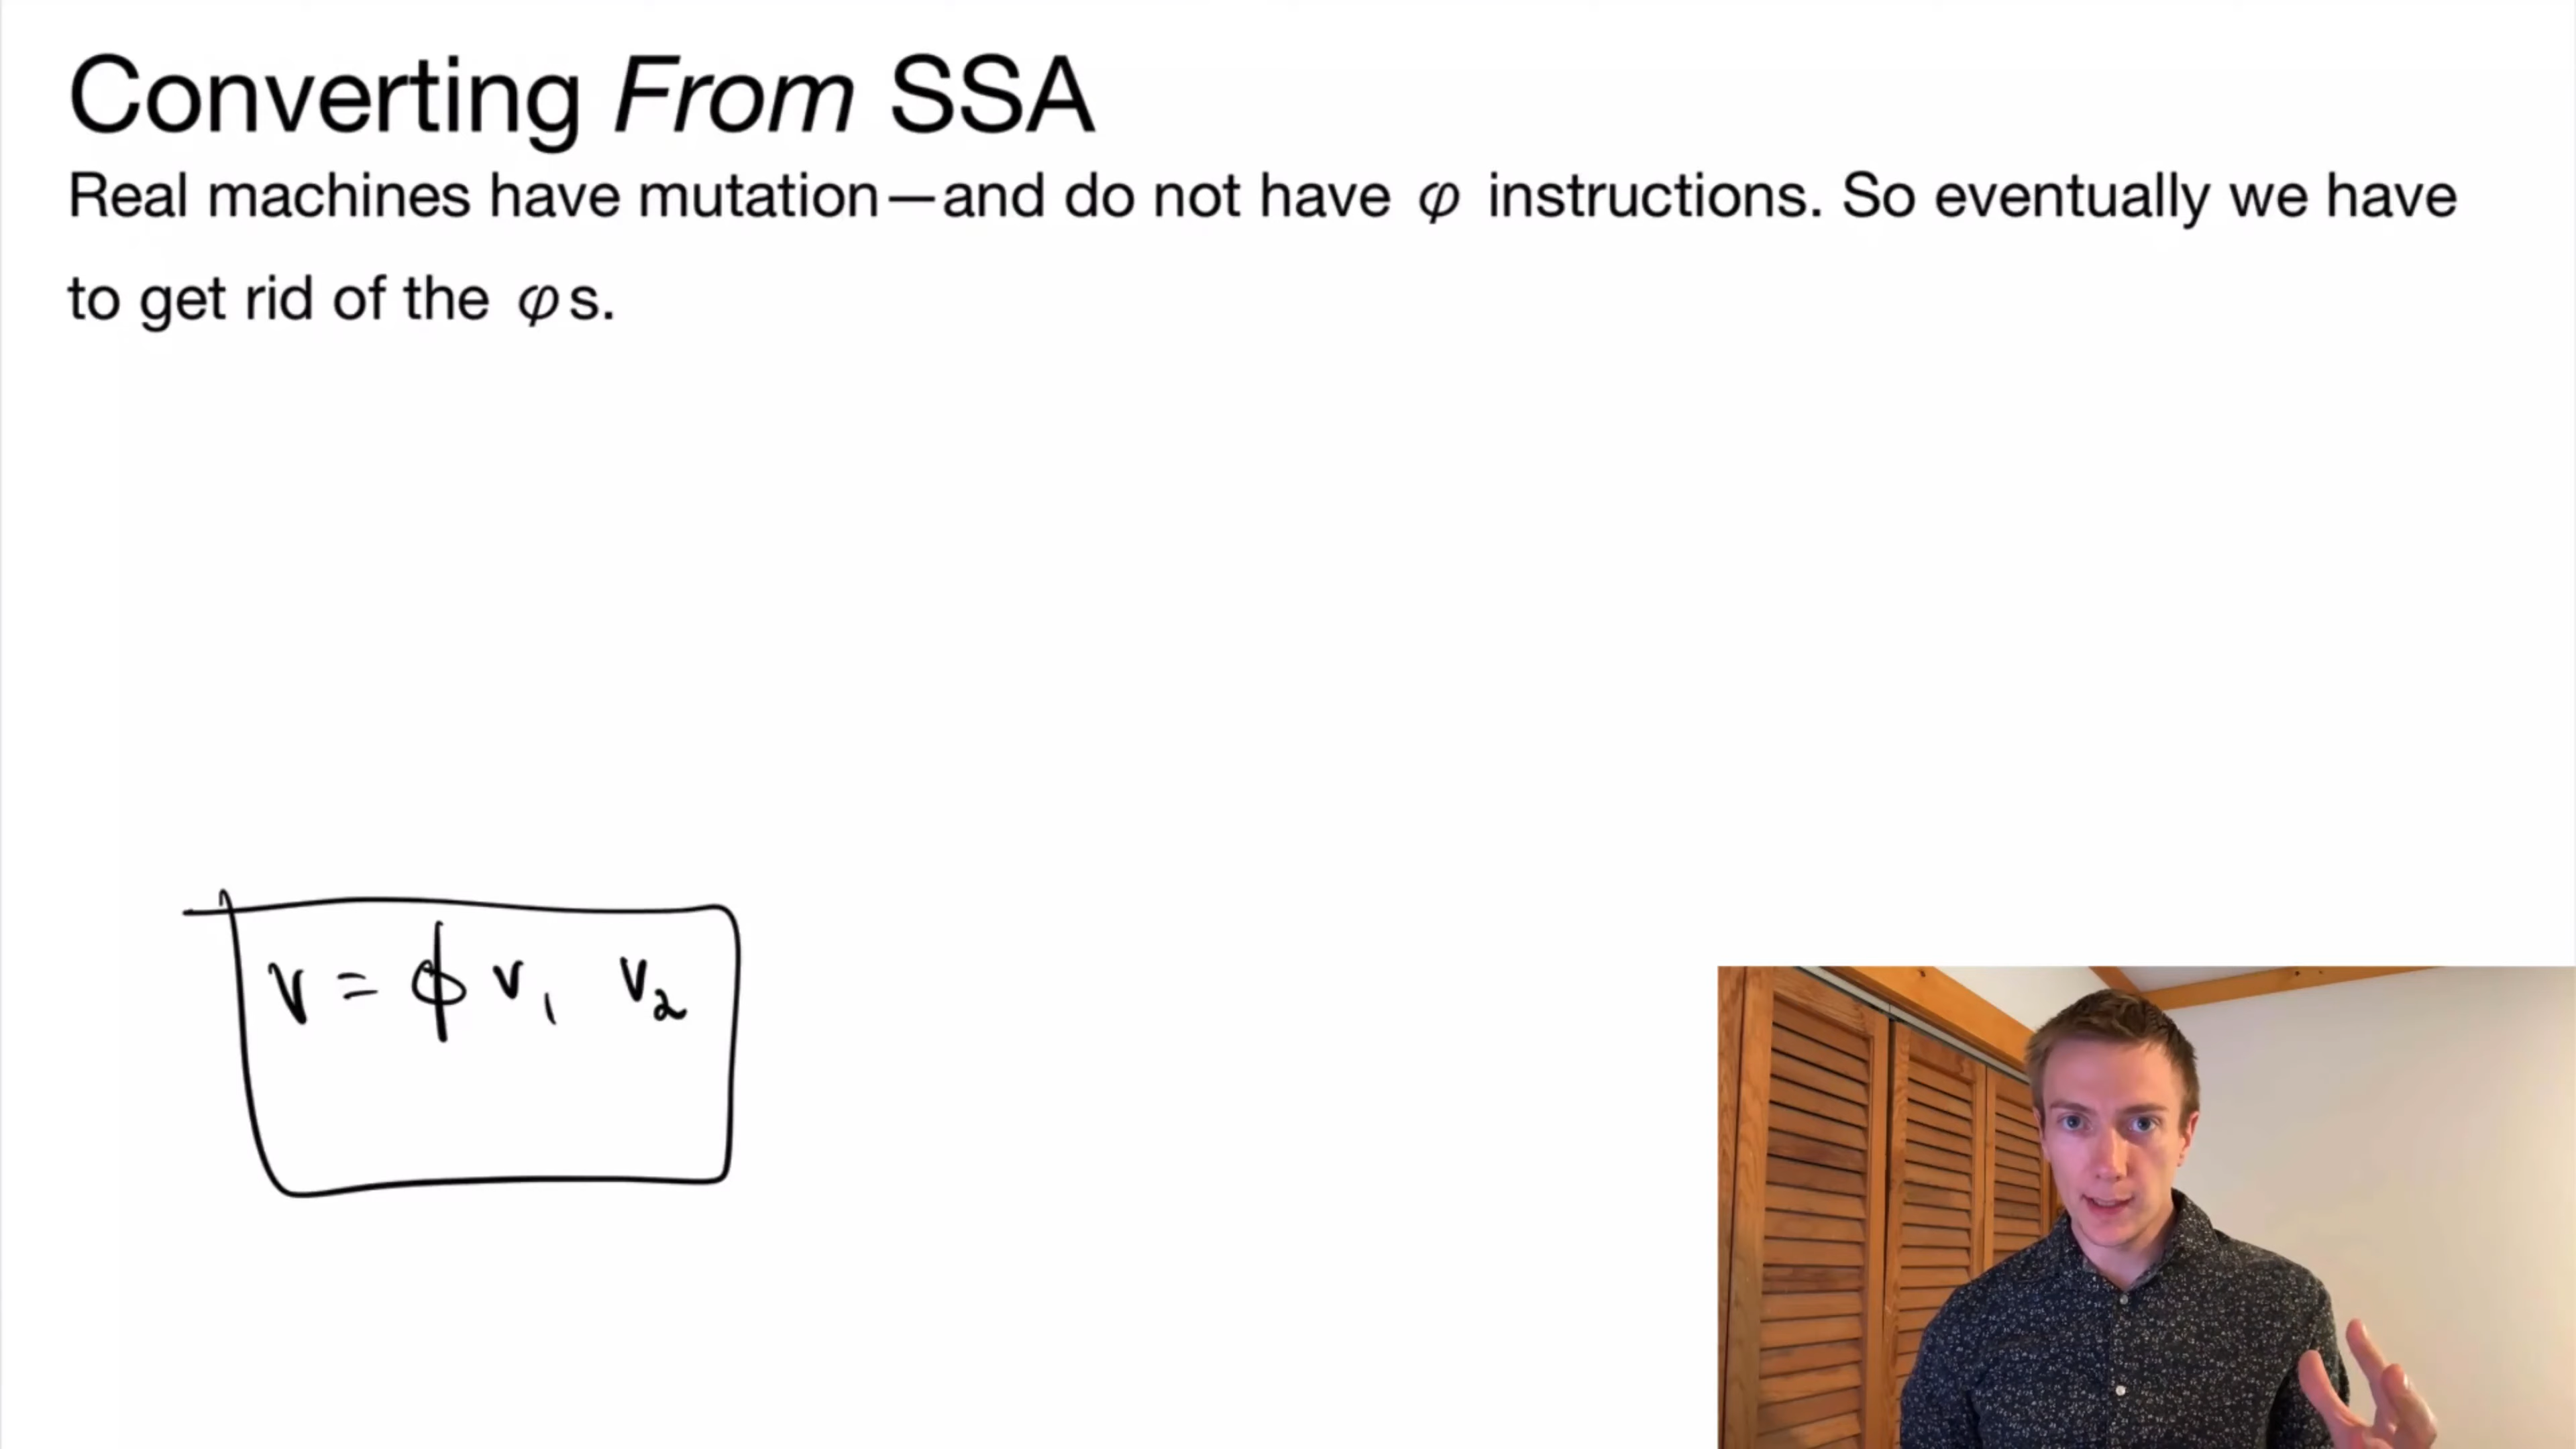 Converting From SSA
Real machines have mutation—and do not have φ instructions. So eventually we have
to get rid of the φs.
v = ϕ v₁ v₂